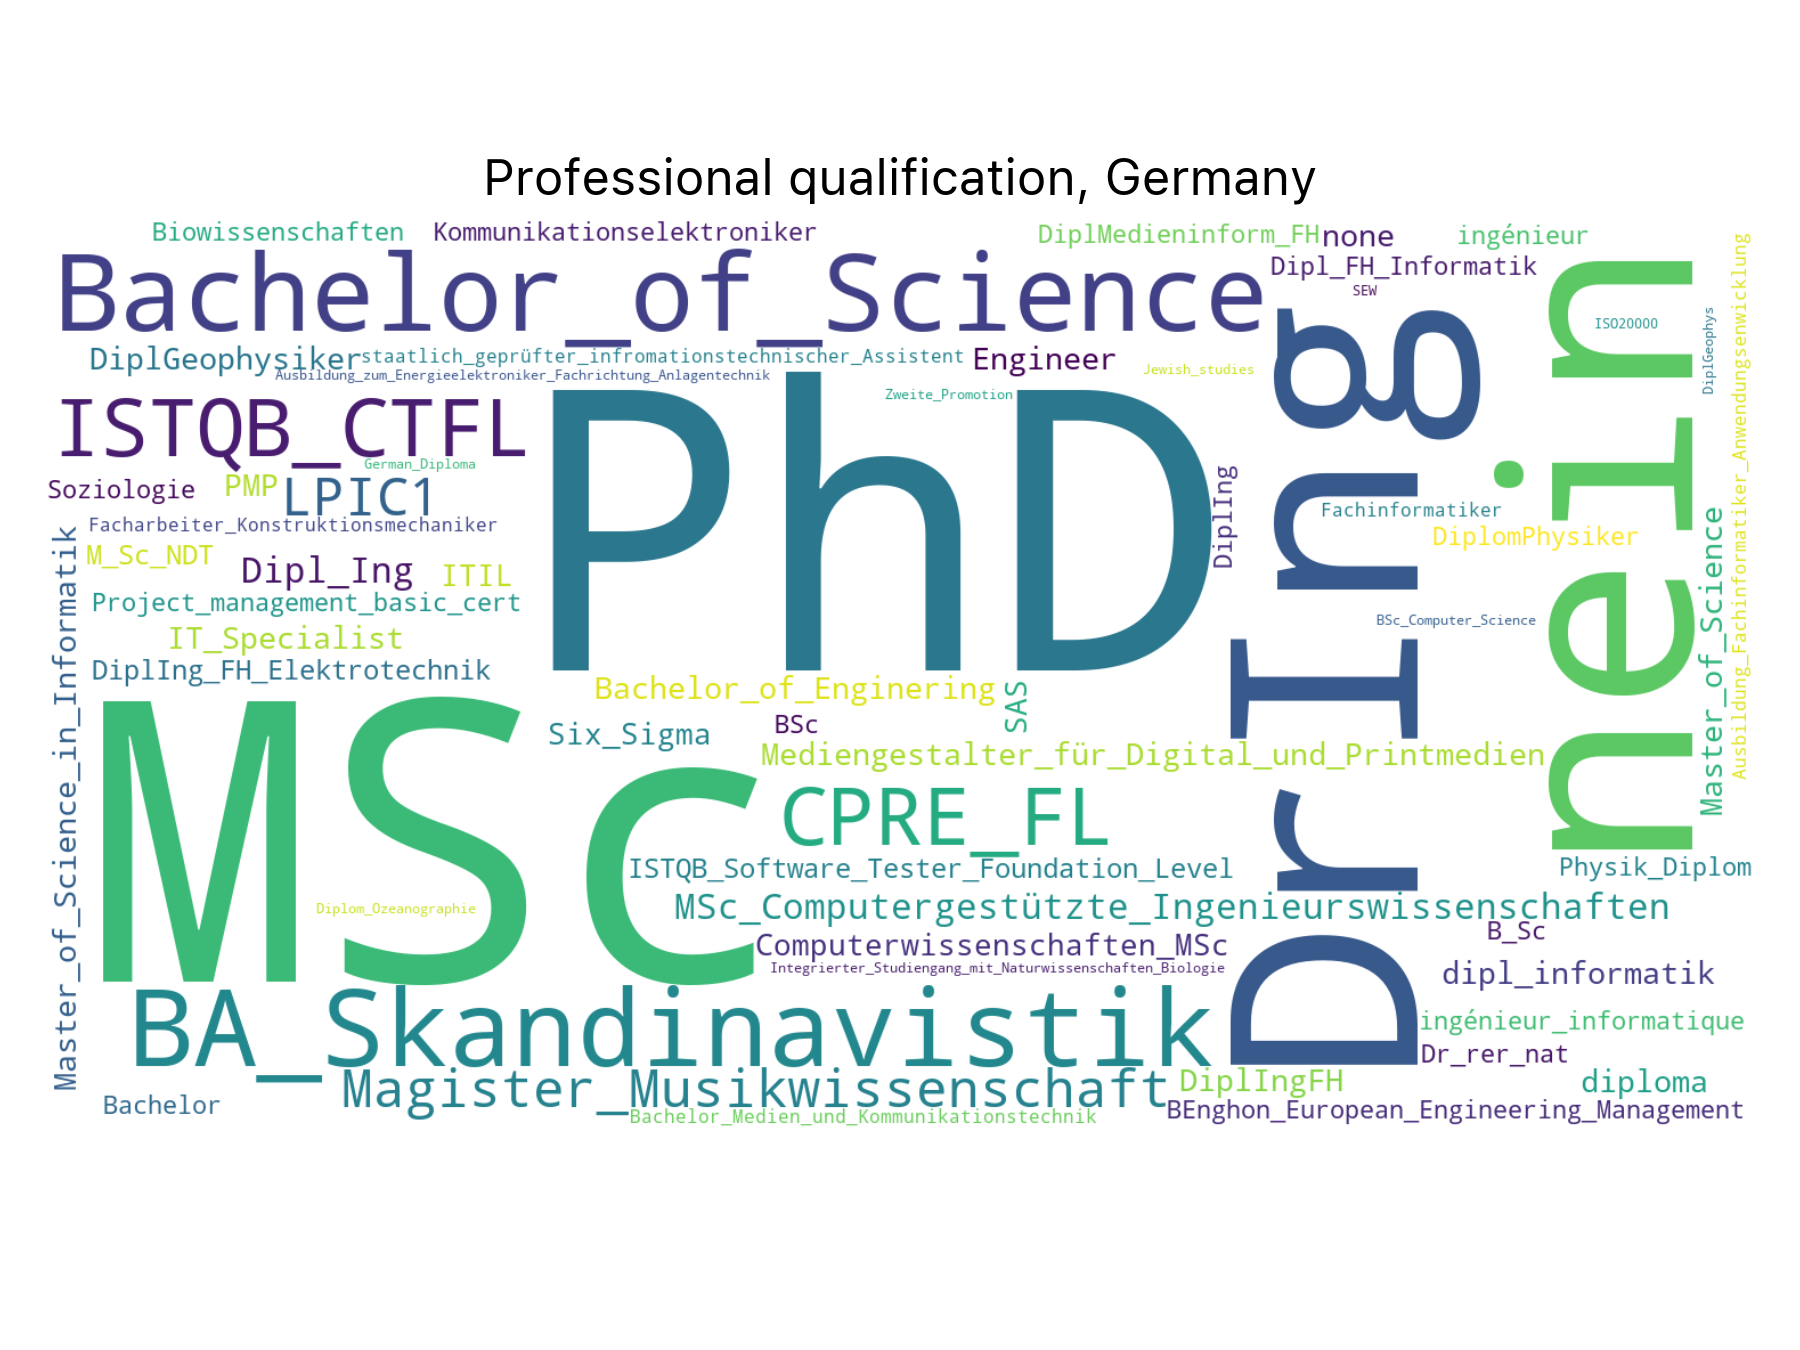 Professional qualification, Germany
Biowissenschaften
Kommunikationselektroniker
DiplMedieninform_FH
none
ingénieur
Bachelor_of_Science
Dipl_FH_Informatik
SEW
ISO20000
DiplGeophysiker
staatlich_geprüfter_infromationstechnischer_Assistent
Engineer
Jewish_studies
DiplGeophys
Ausbildung_zum_Energieelektroniker_Fachrichtung_Anlagentechnik
Zweite_Promotion
ISTQB_CTFL
PhD
DrIng
nein
Ausbildung_Fachinformatiker_Anwendungsenwicklung
German_Diploma
Soziologie
PMP
LPIC1
DiplIng
Fachinformatiker
Facharbeiter_Konstruktionsmechaniker
DiplomPhysiker
M_Sc_NDT
Dipl_Ing
ITIL
Master_of_Science
Project_management_basic_cert
BSc_Computer_Science
IT_Specialist
DiplIng_FH_Elektrotechnik
Master_of_Science_in_Informatik
Bachelor_of_Enginering
SAS
MSc
Six_Sigma
BSc
Mediengestalter_für_Digital_und_Printmedien
CPRE_FL
ISTQB_Software_Tester_Foundation_Level
Physik_Diplom
Diplom_Ozeanographie
MSc_Computergestützte_Ingenieurswissenschaften
B_Sc
Computerwissenschaften_MSc
Integrierter_Studiengang_mit_Naturwissenschaften_Biologie
dipl_informatik
BA_Skandinavistik
ingénieur_informatique
Dr_rer_nat
Magister_Musikwissenschaft
DiplIngFH
diploma
Bachelor
Bachelor_Medien_und_Kommunikationstechnik
BEnghon_European_Engineering_Management